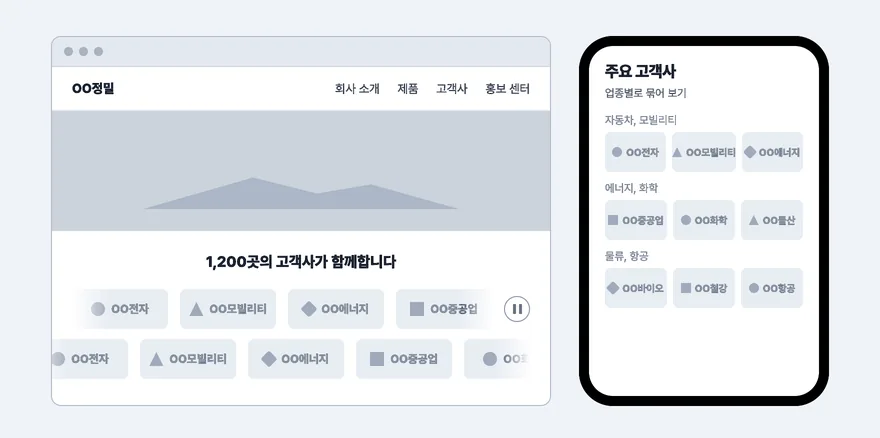 OO정밀
회사 소개 제품 고객사 홍보 센터
1,200곳의 고객사가 함께합니다
OO전자 OO모빌리티 OO에너지 OO중공업
OO전자 OO모빌리티 OO에너지 OO중공업
주요 고객사
업종별로 묶어 보기
자동차, 모빌리티
OO전자 OO모빌리티 OO에너지
에너지, 화학
OO중공업 OO화학 OO물산
물류, 항공
OO바이오 OO철강 OO항공